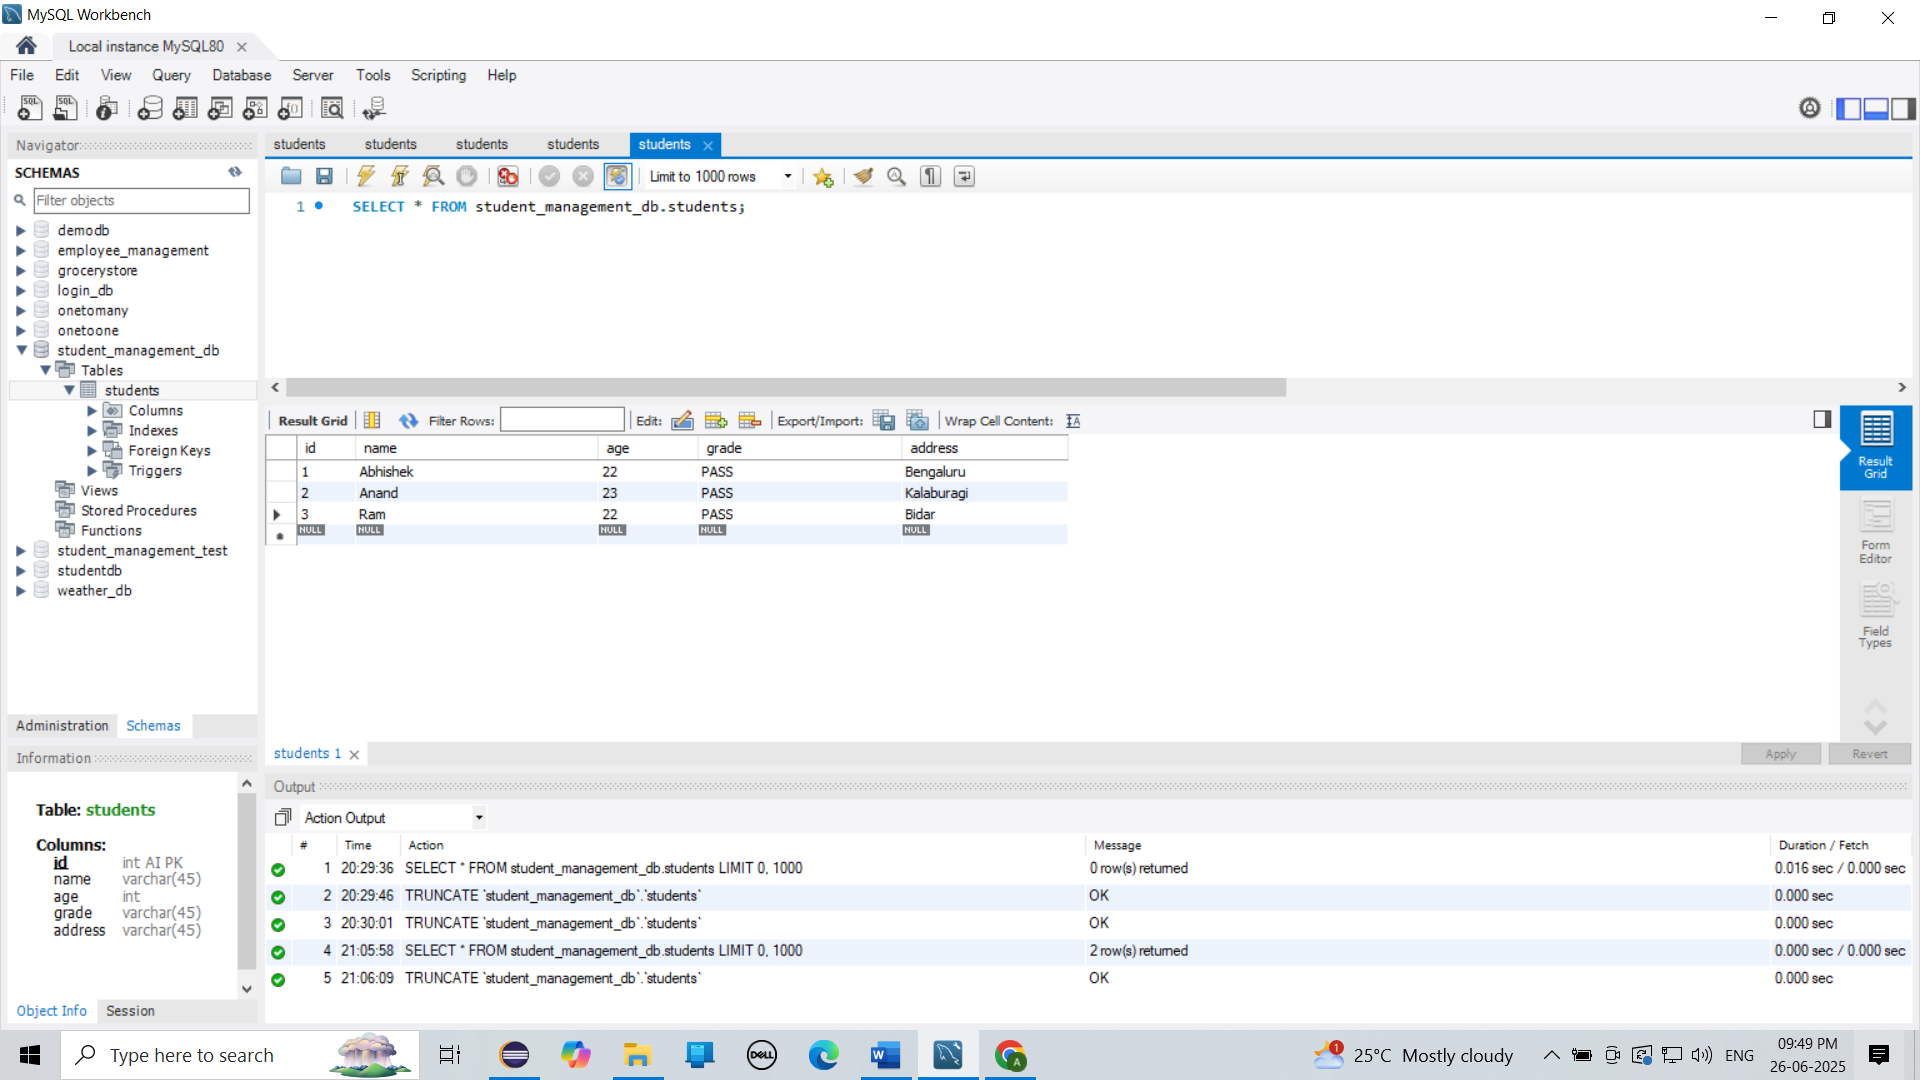 MySQL Workbench
Local instance MySQL80
File Edit View Query Database Server Tools Scripting Help
Navigator
SCHEMAS
Filter objects
demodb
employee_management
grocerystore
login_db
onetomany
onetoone
student_management_db
Tables
students
Columns
Indexes
Foreign Keys
Triggers
Views
Stored Procedures
Functions
student_management_test
studentdb
weather_db
Administration Schemas
Information
Table: students
Columns:
id int AI PK
name varchar(45)
age int
grade varchar(45)
address varchar(45)
Object Info Session
students students students students students
Limit to 1000 rows
1 SELECT * FROM student_management_db.students;
Result Grid Filter Rows: Edit: Export/Import: Wrap Cell Content:
id name age grade address
1 Abhishek 22 PASS Bengaluru
2 Anand 23 PASS Kalaburagi
3 Ram 22 PASS Bidar
NULL NULL NULL NULL NULL
Result
Grid
Form
Editor
Field
Types
students 1
Apply Revert
Output
Action Output
# Time Action Message Duration / Fetch
1 20:29:36 SELECT * FROM student_management_db.students LIMIT 0, 1000 0 row(s) returned 0.016 sec / 0.000 sec
2 20:29:46 TRUNCATE `student_management_db`.`students` OK 0.000 sec
3 20:30:01 TRUNCATE `student_management_db`.`students` OK 0.000 sec
4 21:05:58 SELECT * FROM student_management_db.students LIMIT 0, 1000 2 row(s) returned 0.000 sec / 0.000 sec
5 21:06:09 TRUNCATE `student_management_db`.`students` OK 0.000 sec
Type here to search
DELL
1
25°C Mostly cloudy
ENG
09:49 PM
26-06-2025